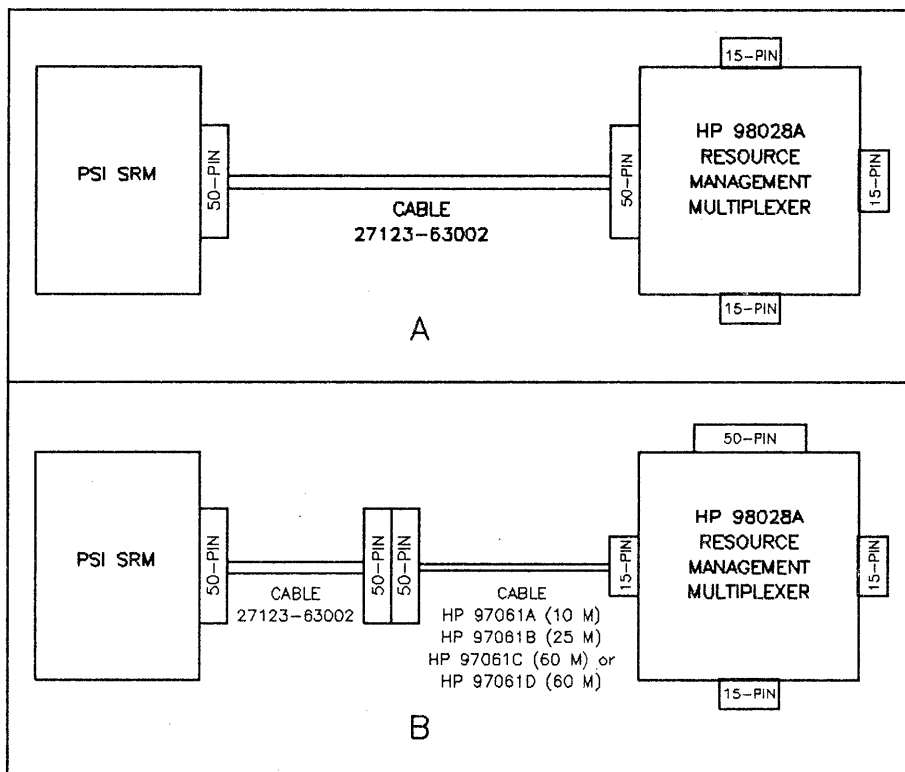 15-PIN
PSI SRM
50-PIN
CABLE
27123-63002
50-PIN
HP 98028A
RESOURCE
MANAGEMENT
MULTIPLEXER
15-PIN
15-PIN
A
50-PIN
PSI SRM
50-PIN
CABLE
27123-63002
50-PIN
50-PIN
CABLE
HP 97061A (10 M)
HP 97061B (25 M)
HP 97061C (60 M) or
HP 97061D (60 M)
15-PIN
HP 98028A
RESOURCE
MANAGEMENT
MULTIPLEXER
15-PIN
15-PIN
B